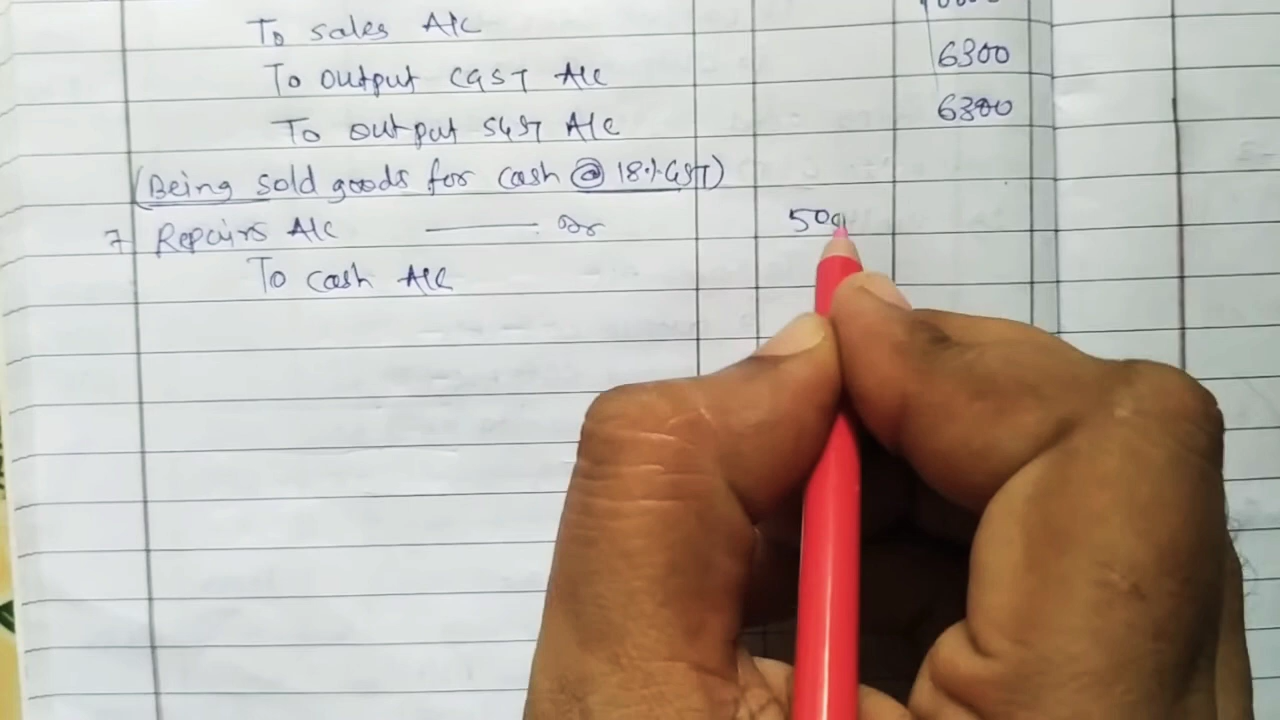 To sales A/c
To output CGST A/c 6300
To output SGST A/c 6300
(Being sold goods for cash @ 18% GST)
7 Repairs A/c Dr 500
To cash A/c